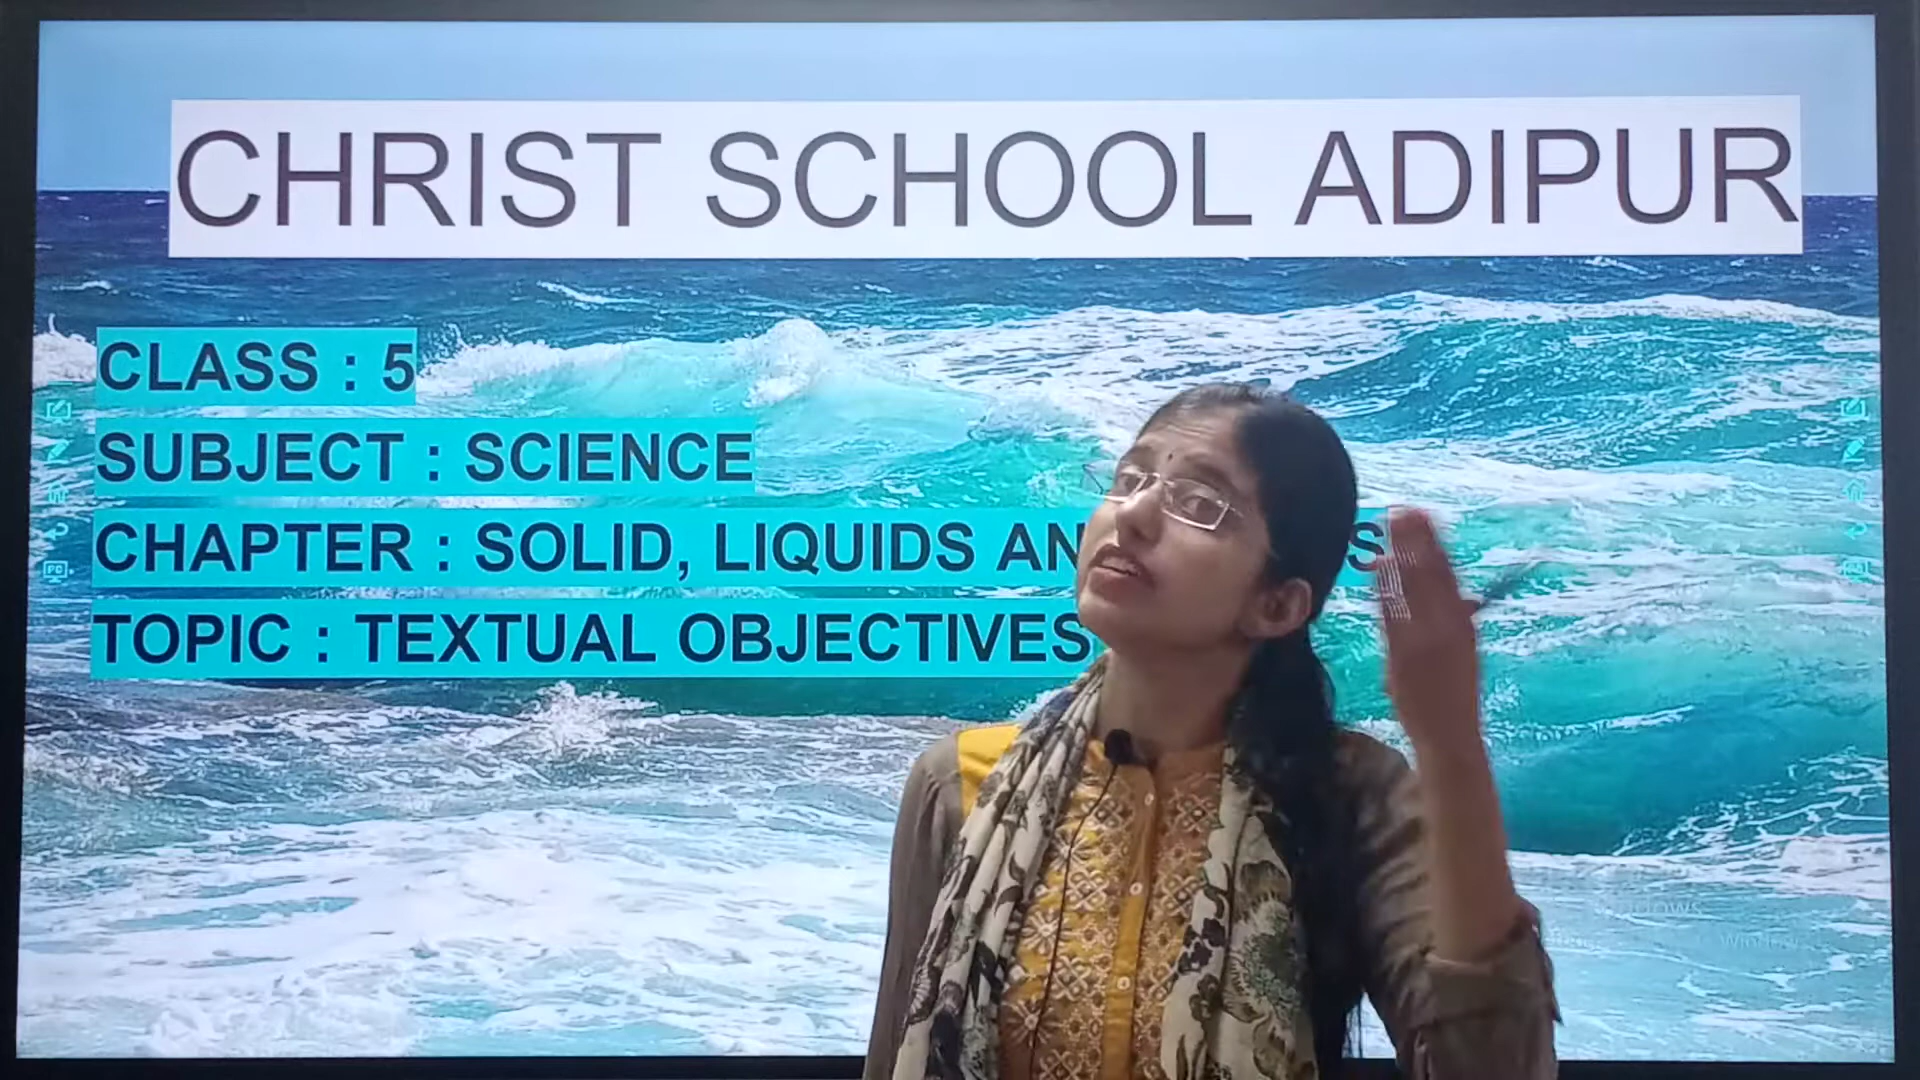 CHRIST SCHOOL ADIPUR
CLASS : 5
SUBJECT : SCIENCE
CHAPTER : SOLID, LIQUIDS AN S
TOPIC : TEXTUAL OBJECTIVES